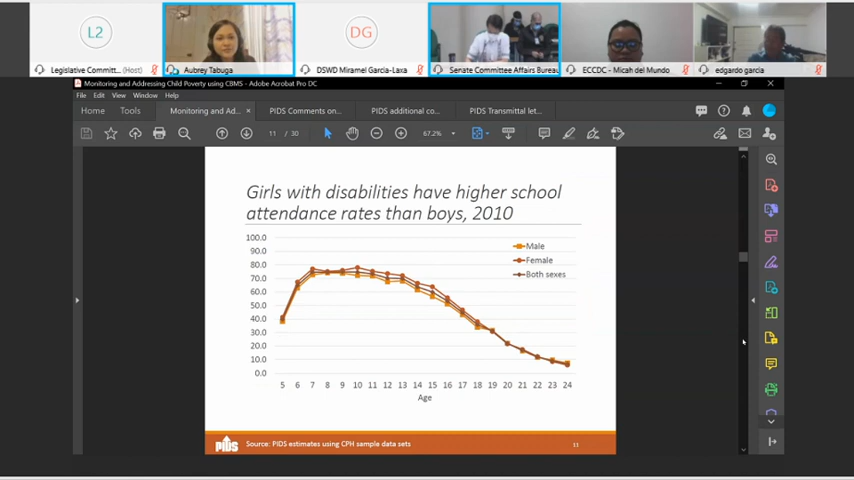 L2
DG
Legislative Committ... (Host)
Aubrey Tabuga
DSWD Miramel Garcia-Laxa
Senate Committee Affairs Bureau
ECCDC - Micah del Mundo
edgardo garcia
Monitoring and Addressing Child Poverty using CBMS - Adobe Acrobat Pro DC
File Edit View Window Help
Home Tools Monitoring and Ad... × PIDS Comments on... PIDS additional co... PIDS Transmittal let...
11 / 30 67.2%
Girls with disabilities have higher school
attendance rates than boys, 2010
100.0
90.0
80.0
70.0
60.0
50.0
40.0
30.0
20.0
10.0
0.0
Male
Female
Both sexes
5 6 7 8 9 10 11 12 13 14 15 16 17 18 19 20 21 22 23 24
Age
PIDS
Source: PIDS estimates using CPH sample data sets
11